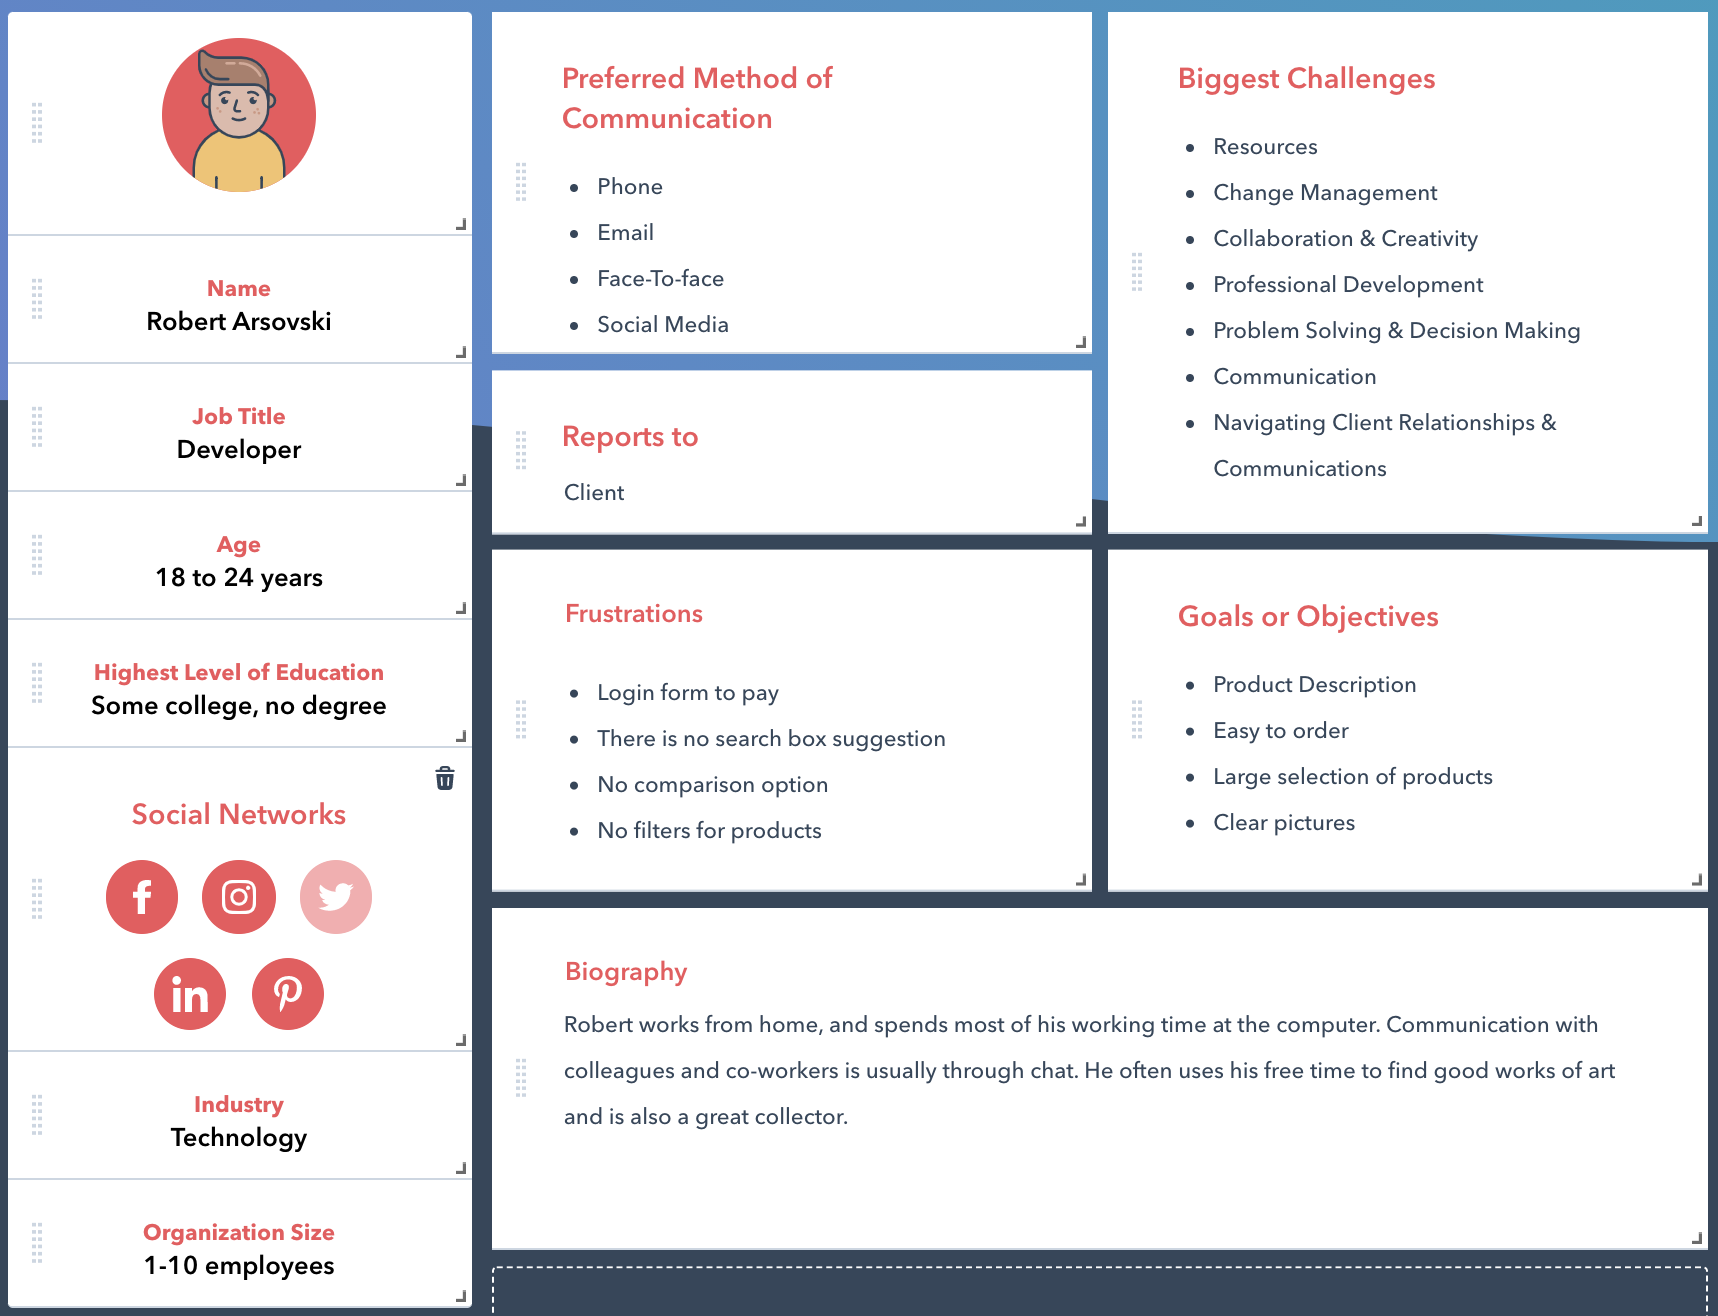 Name
Robert Arsovski
Job Title
Developer
Age
18 to 24 years
Highest Level of Education
Some college, no degree
Social Networks
f
in
Industry
Technology
Organization Size
1-10 employees
Preferred Method of
Communication
Phone
Email
Face-To-face
Social Media
Reports to
Client
Biggest Challenges
Resources
Change Management
Collaboration & Creativity
Professional Development
Problem Solving & Decision Making
Communication
Navigating Client Relationships &
Communications
Frustrations
Login form to pay
There is no search box suggestion
No comparison option
No filters for products
Goals or Objectives
Product Description
Easy to order
Large selection of products
Clear pictures
Biography
Robert works from home, and spends most of his working time at the computer. Communication with
colleagues and co-workers is usually through chat. He often uses his free time to find good works of art
and is also a great collector.